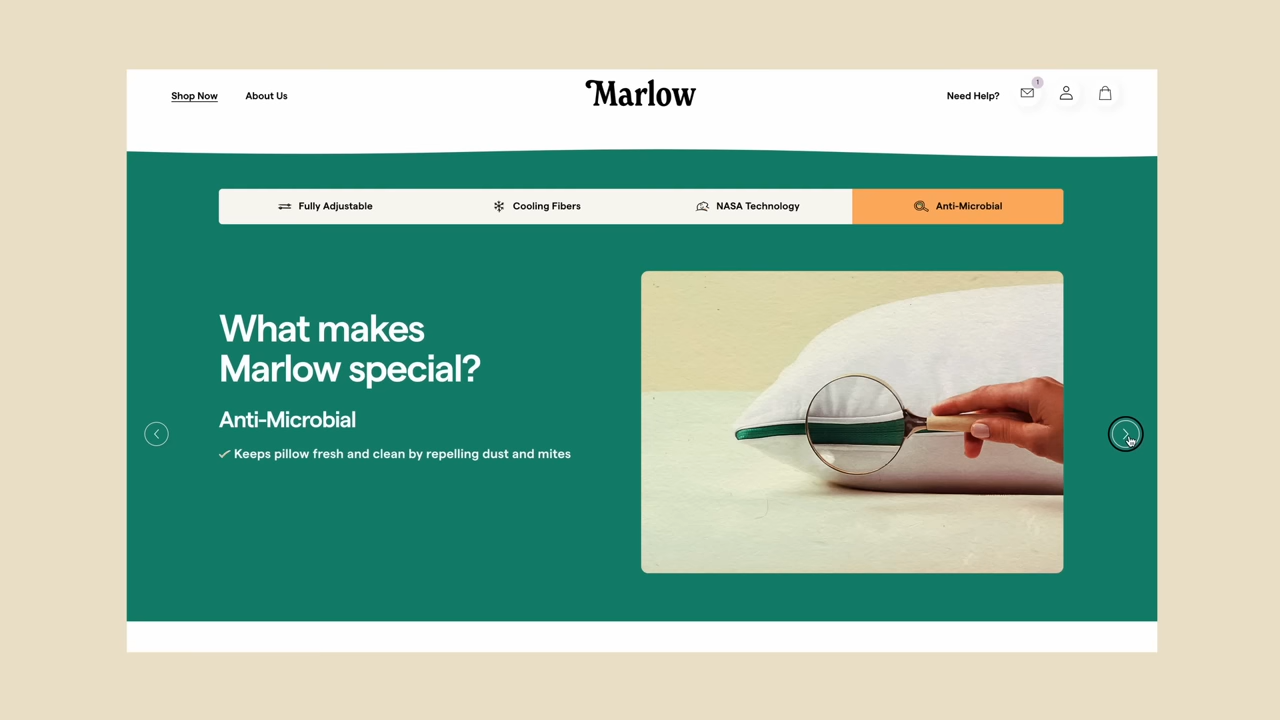 Shop Now
About Us
Marlow
Need Help?
1
Fully Adjustable
Cooling Fibers
NASA Technology
Anti-Microbial
What makes
Marlow special?
Anti-Microbial
Keeps pillow fresh and clean by repelling dust and mites